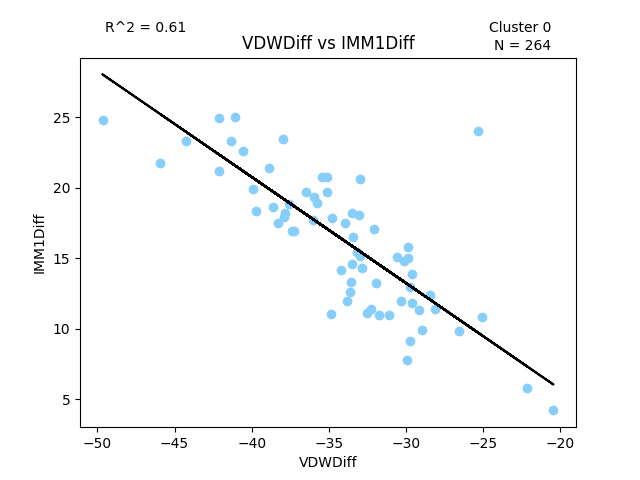 R^2 = 0.61
Cluster 0
N = 264
VDWDiff vs IMM1Diff
IMM1Diff
25
20
15
10
5
−50
−45
−40
−35
−30
−25
−20
VDWDiff